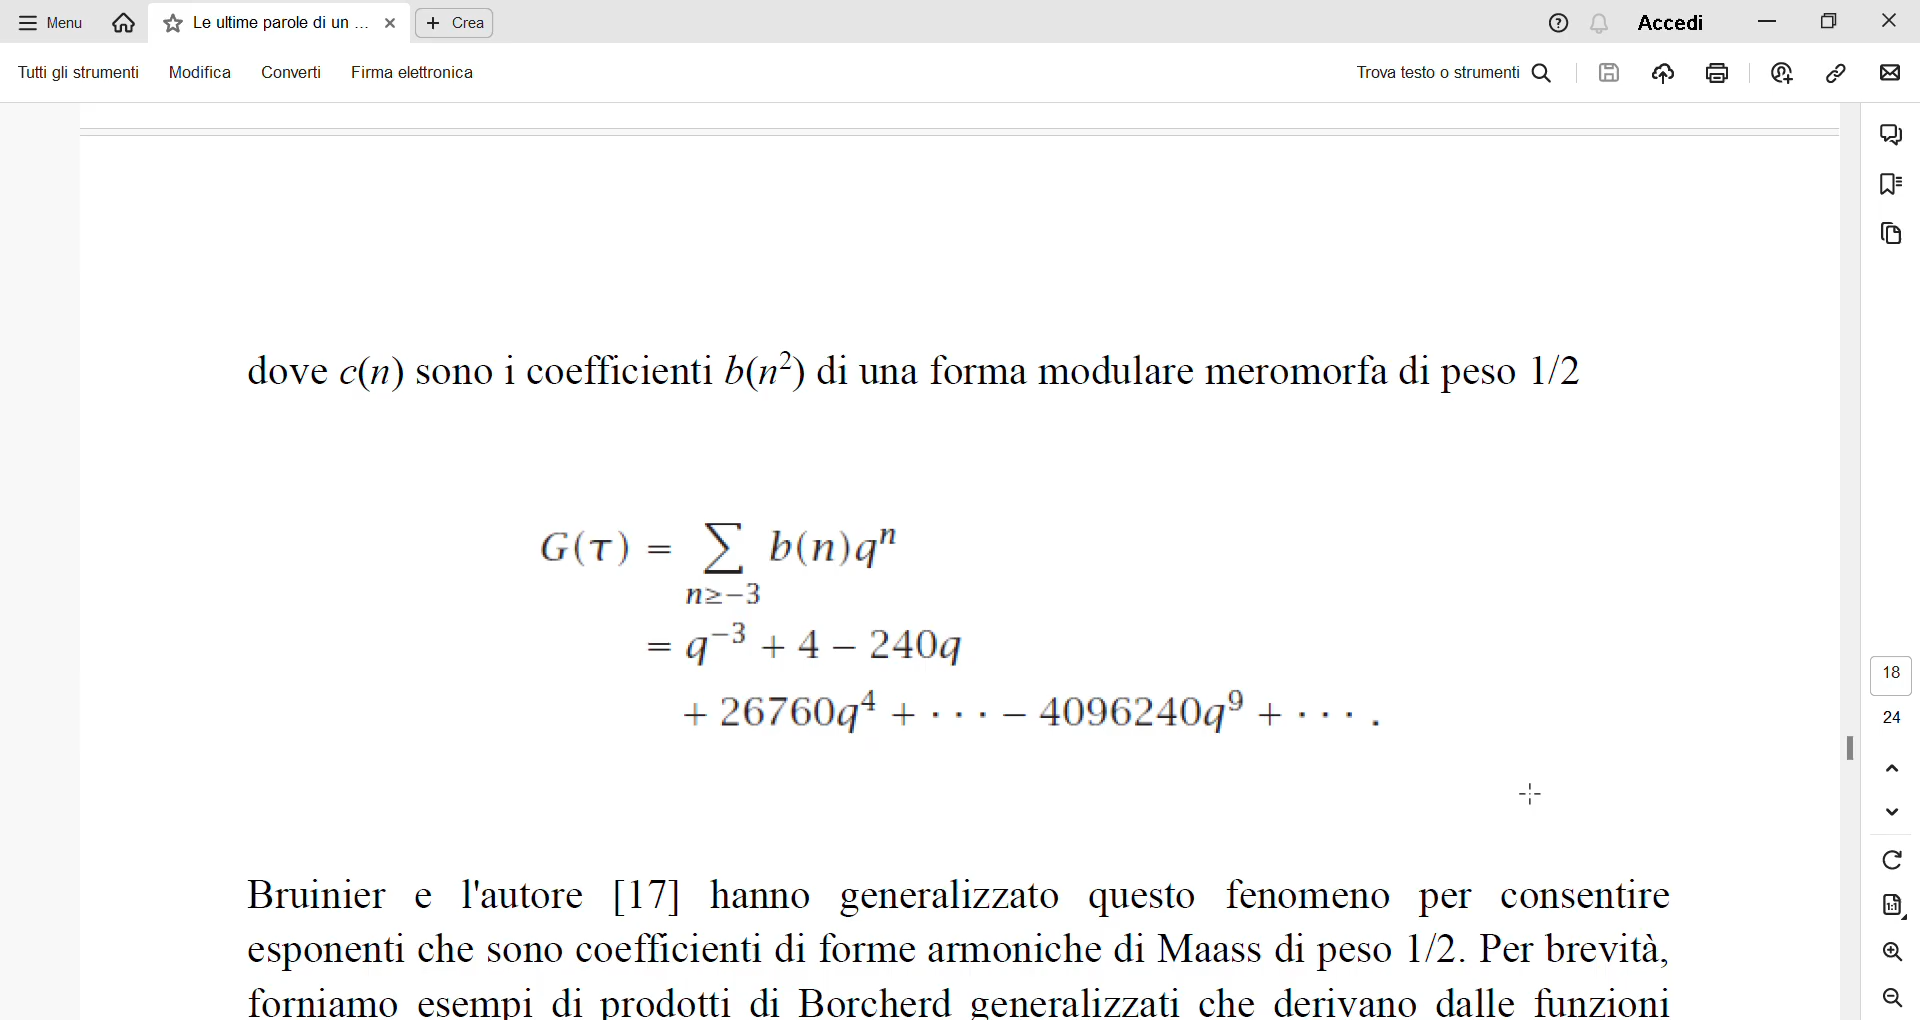 Menu
Le ultime parole di un ...
Crea
Accedi
Tutti gli strumenti
Modifica
Converti
Firma elettronica
Trova testo o strumenti
dove c(n) sono i coefficienti b(n²) di una forma modulare meromorfa di peso 1/2
G(τ) = ∑ b(n)qⁿ
n≥−3
= q⁻³ + 4 − 240q
+ 26760q⁴ + · · · − 4096240q⁹ + · · · .
Bruinier e l'autore [17] hanno generalizzato questo fenomeno per consentire
esponenti che sono coefficienti di forme armoniche di Maass di peso 1/2. Per brevità,
forniamo esempi di prodotti di Borcherd generalizzati che derivano dalle funzioni
18
24
1:1